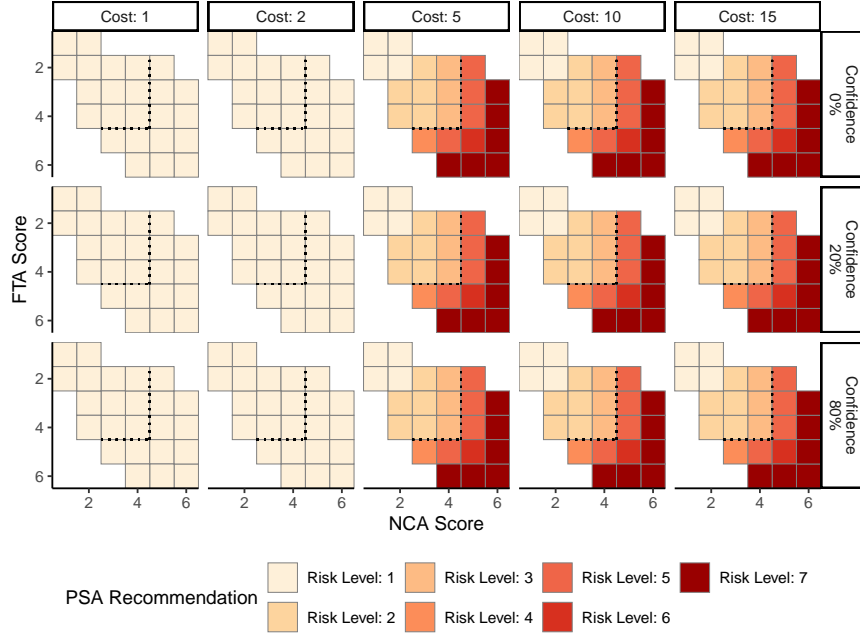 Cost: 1 Cost: 2 Cost: 5 Cost: 10 Cost: 15
2
4
6
Confidence
0%
2
4
6
Confidence
20%
2
4
6
Confidence
80%
FTA Score
2 4 6 2 4 6 2 4 6 2 4 6 2 4 6
NCA Score
PSA Recommendation
Risk Level: 1 Risk Level: 3 Risk Level: 5 Risk Level: 7
Risk Level: 2 Risk Level: 4 Risk Level: 6